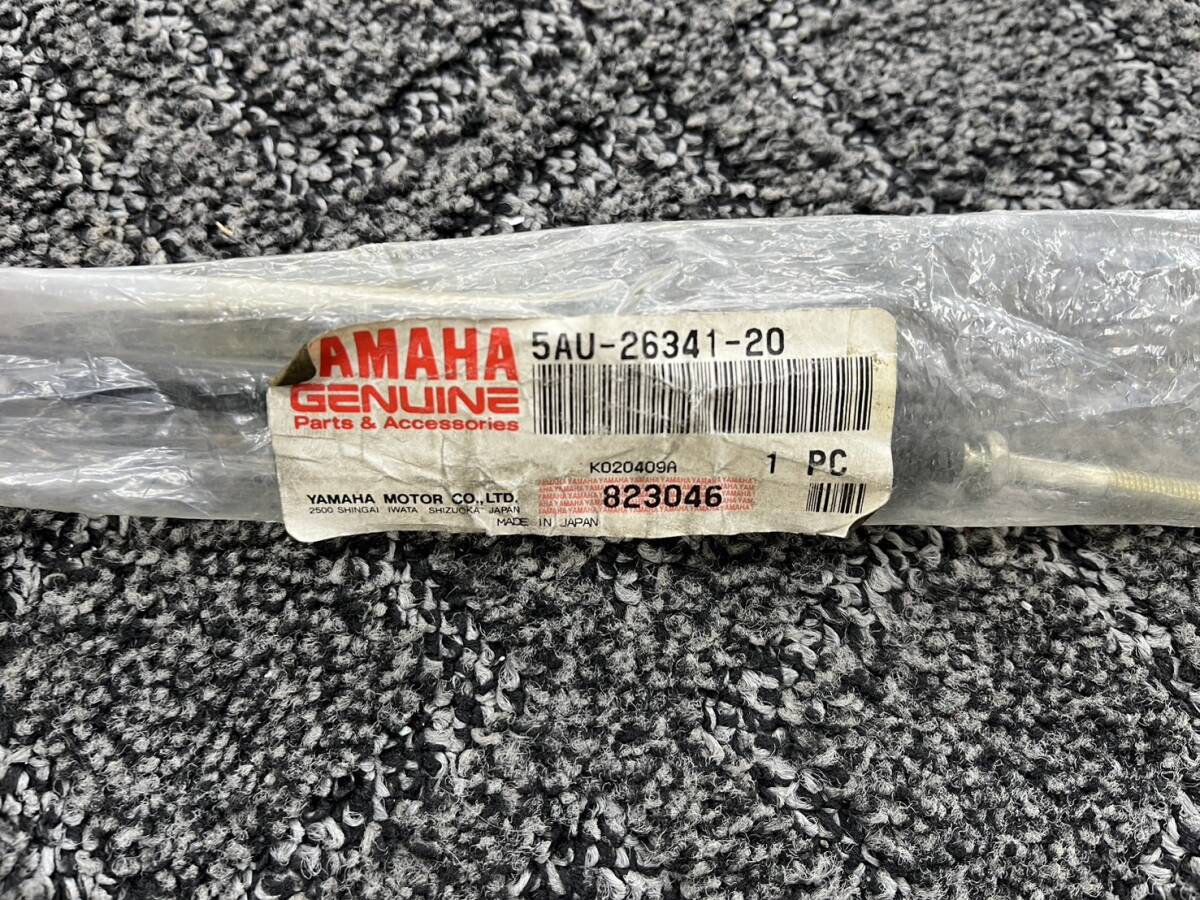 YAMAHA
GENUINE
Parts & Accessories
5AU-26341-20
K020409A
1 PC
YAMAHA MOTOR CO.,LTD.
2500 SHINGAI IWATA SHIZUOKA JAPAN
823046
MADE IN JAPAN